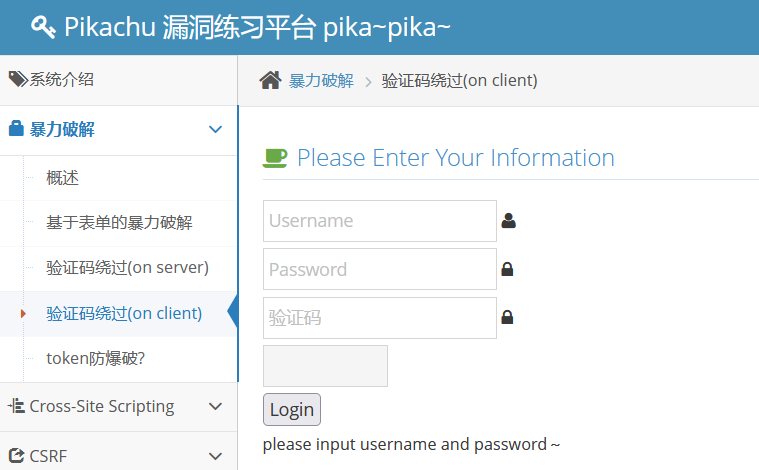 Pikachu 漏洞练习平台 pika~pika~
系统介绍
暴力破解
概述
基于表单的暴力破解
验证码绕过(on server)
验证码绕过(on client)
token防爆破?
Cross-Site Scripting
CSRF
暴力破解 > 验证码绕过(on client)
Please Enter Your Information
Username
Password
验证码
Login
please input username and password～